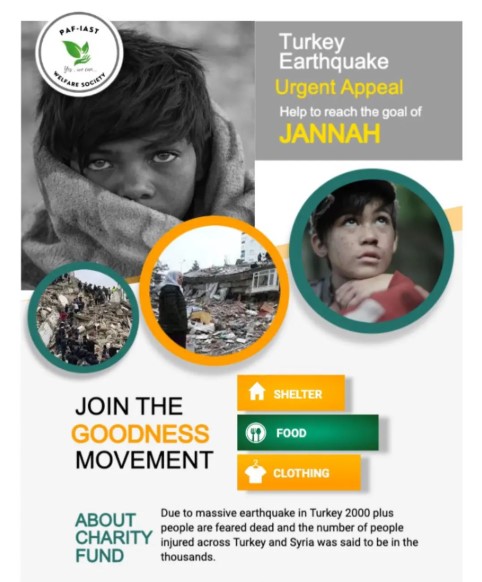 PAF-IAST
WELFARE SOCIETY
Turkey
Earthquake
Urgent Appeal
Help to reach the goal of
JANNAH
JOIN THE
GOODNESS
MOVEMENT
SHELTER
FOOD
CLOTHING
ABOUT
CHARITY
FUND
Due to massive earthquake in Turkey 2000 plus
people are feared dead and the number of people
injured across Turkey and Syria was said to be in the
thousands.